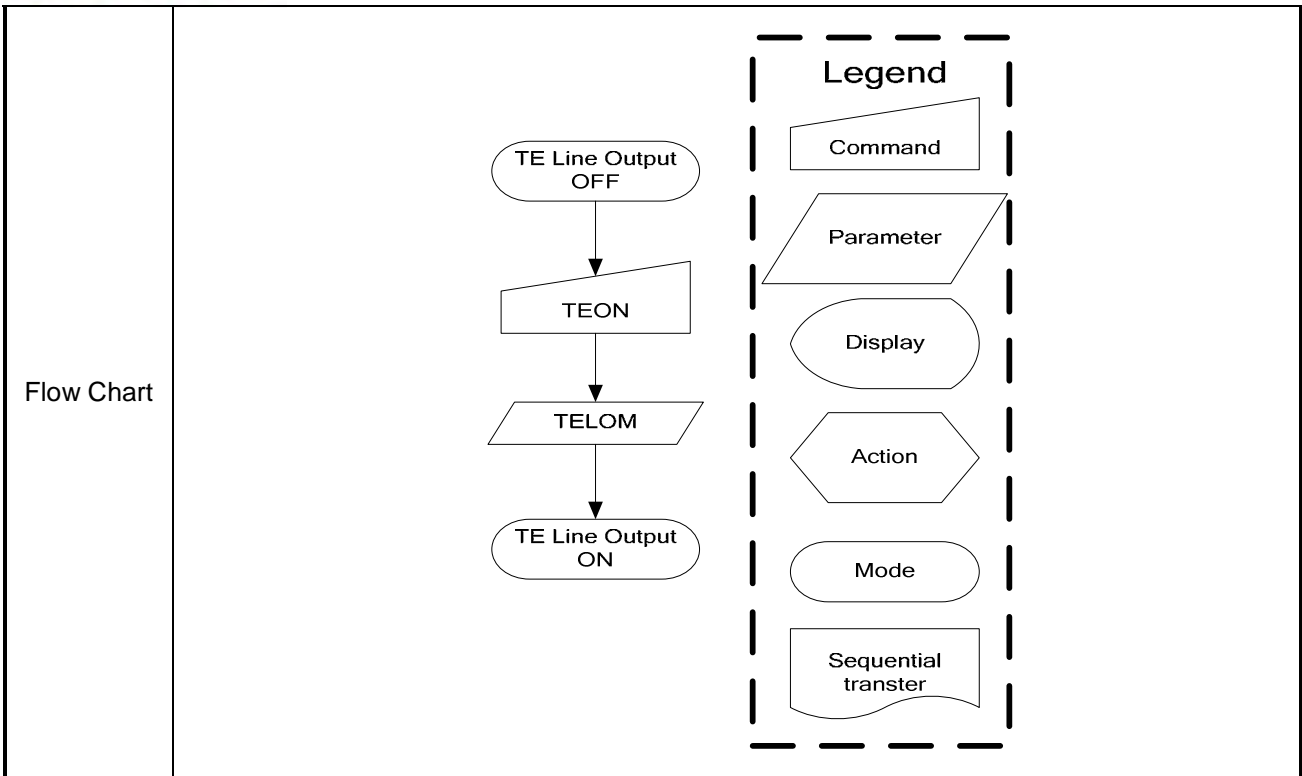 Flow Chart
TE Line Output
OFF
TEON
TELOM
TE Line Output
ON
Legend
Command
Parameter
Display
Action
Mode
Sequential
transter